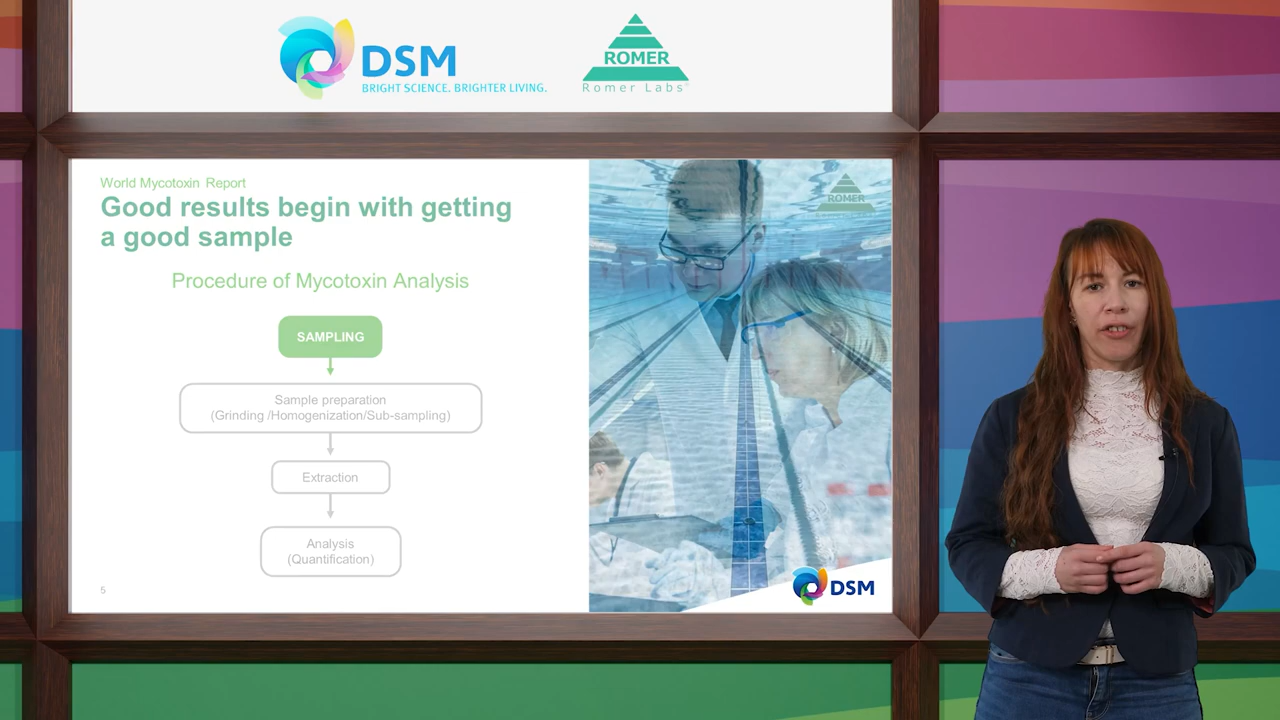 DSM
BRIGHT SCIENCE. BRIGHTER LIVING.
ROMER
Romer Labs®
World Mycotoxin Report
Good results begin with getting
a good sample
Procedure of Mycotoxin Analysis
SAMPLING
Sample preparation
(Grinding /Homogenization/Sub-sampling)
Extraction
Analysis
(Quantification)
5
ROMER
DSM